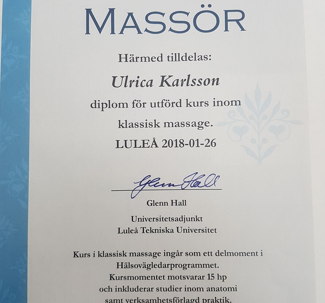 MASSÖR
Härmed tilldelas:
Ulrica Karlsson
diplom för utförd kurs inom
klassisk massage.
LULEÅ 2018-01-26
Glenn Hall
Glenn Hall
Universitetsadjunkt
Luleå Tekniska Universitet
Kurs i klassisk massage ingår som ett delmoment i
Hälsovägledarprogrammet.
Kursmomentet motsvarar 15 hp
och inkluderar studier inom anatomi
samt verksamhetsförlagd praktik.